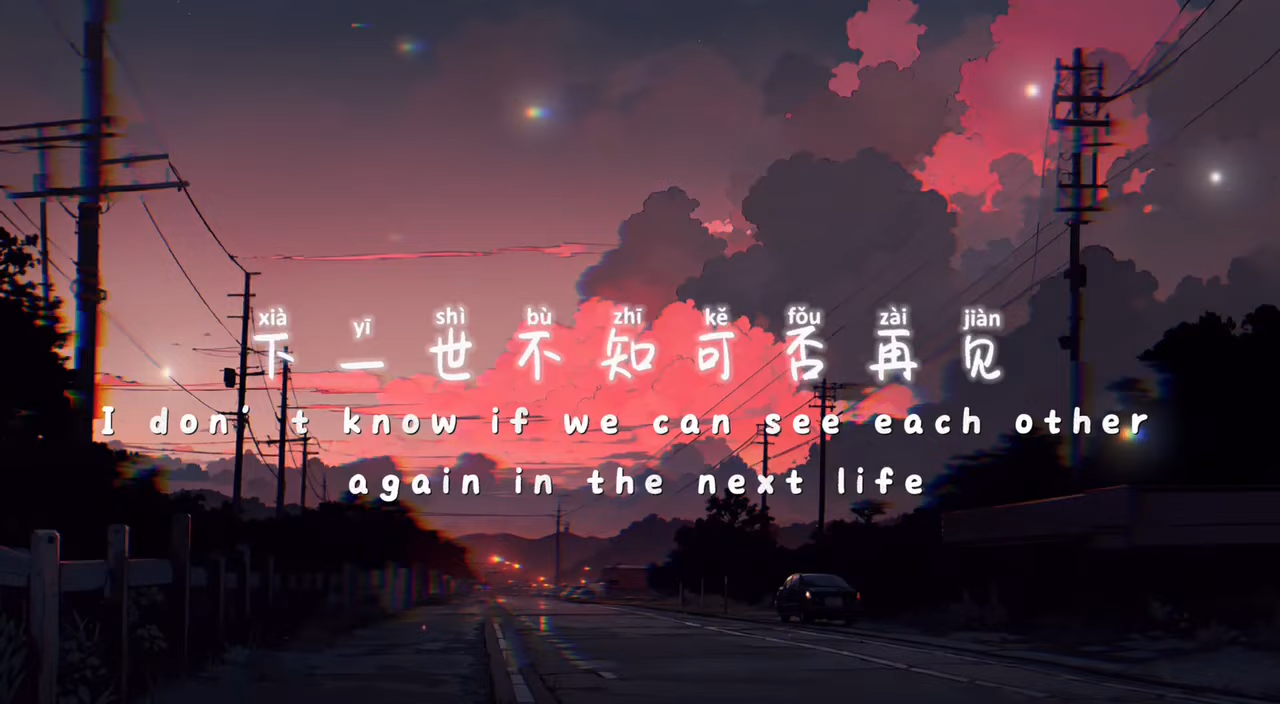 xià yī shì bù zhī kě fǒu zài jiàn
下一世不知可否再见
I don't know if we can see each other
again in the next life